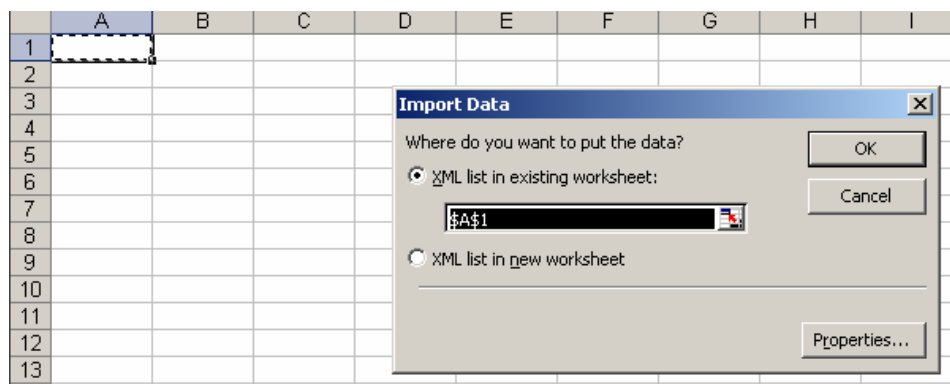 A B C D E F G H I
1
2
3
Import Data
4
Where do you want to put the data?
OK
5
XML list in existing worksheet:
6
Cancel
7
$A$1
8
XML list in new worksheet
9
10
11
12
Properties...
13